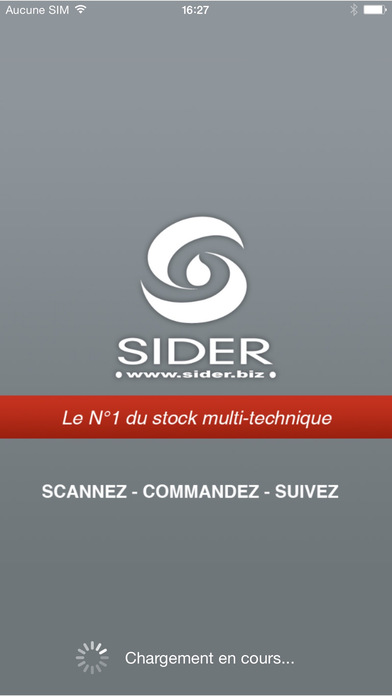 Aucune SIM 16:27
SIDER
• www.sider.biz •
Le N°1 du stock multi-technique
SCANNEZ - COMMANDEZ - SUIVEZ
Chargement en cours...